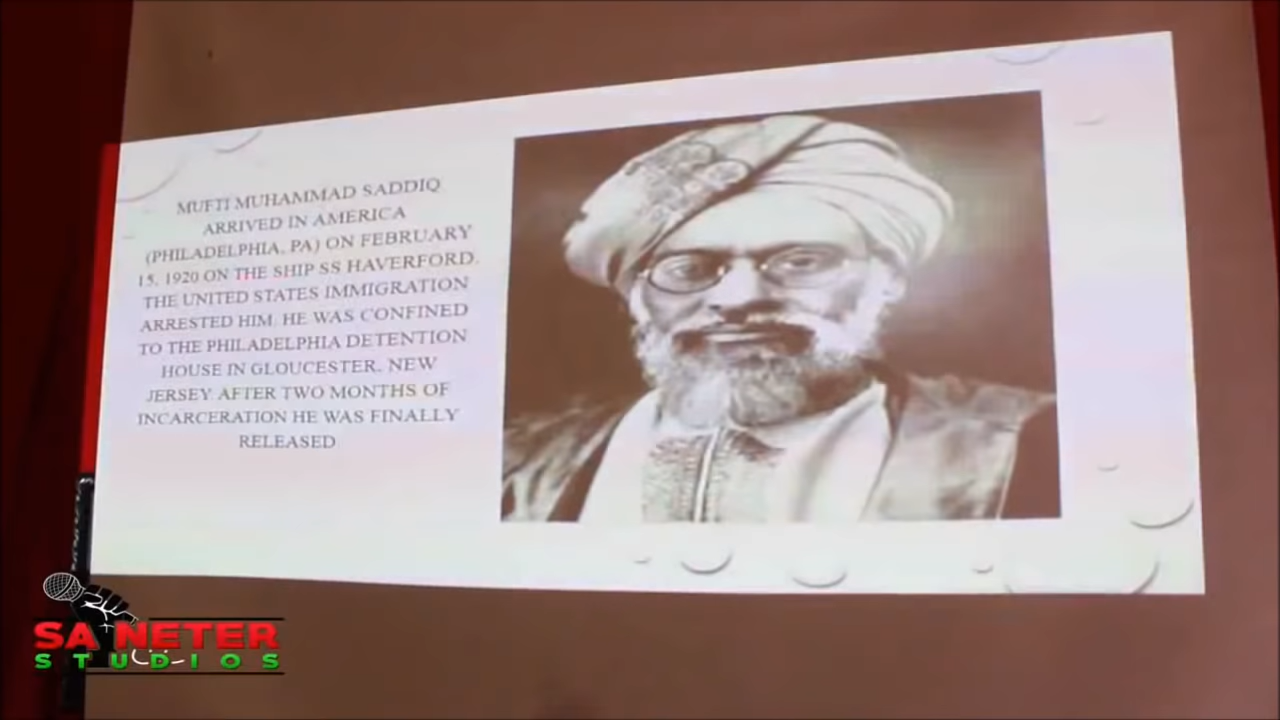 MUFTI MUHAMMAD SADDIQ
ARRIVED IN AMERICA
(PHILADELPHIA, PA) ON FEBRUARY
15, 1920 ON THE SHIP SS HAVERFORD.
THE UNITED STATES IMMIGRATION
ARRESTED HIM. HE WAS CONFINED
TO THE PHILADELPHIA DETENTION
HOUSE IN GLOUCESTER, NEW
JERSEY. AFTER TWO MONTHS OF
INCARCERATION HE WAS FINALLY
RELEASED
SA NETER
STUDIOS